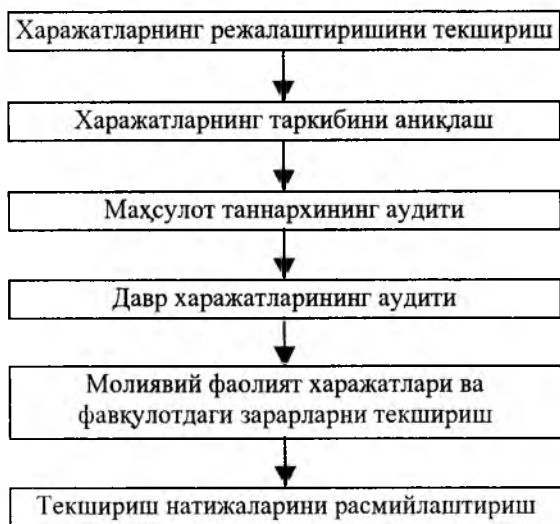 Харажатларнинг режалаштиришини текшириш
Харажатларнинг таркибини аниқлаш
Маҳсулот таннархининг аудити
Давр харажатларининг аудити
Молиявий фаолият харажатлари ва
фавқулотдаги зарарларни текшириш
Текшириш натижаларини расмийлаштириш